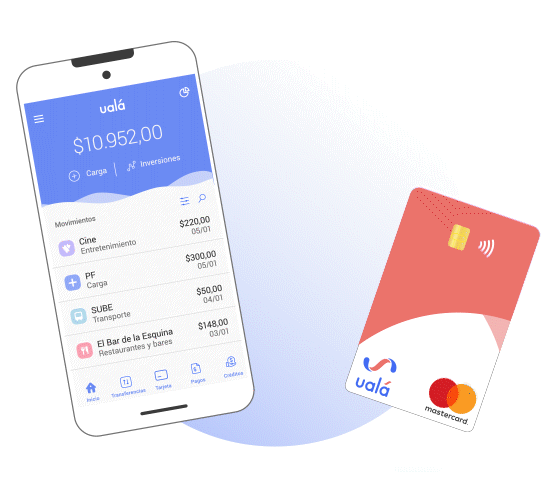 ualá
$10.952,00
Carga
Inversiones
Movimientos
Cine
Entretenimiento
$220,00
05/01
PF
Carga
$300,00
05/01
SUBE
Transporte
$50,00
04/01
El Bar de la Esquina
Restaurantes y bares
$148,00
03/01
Inicio
Transferencias
Tarjeta
Pagos
Créditos
ualá
mastercard.